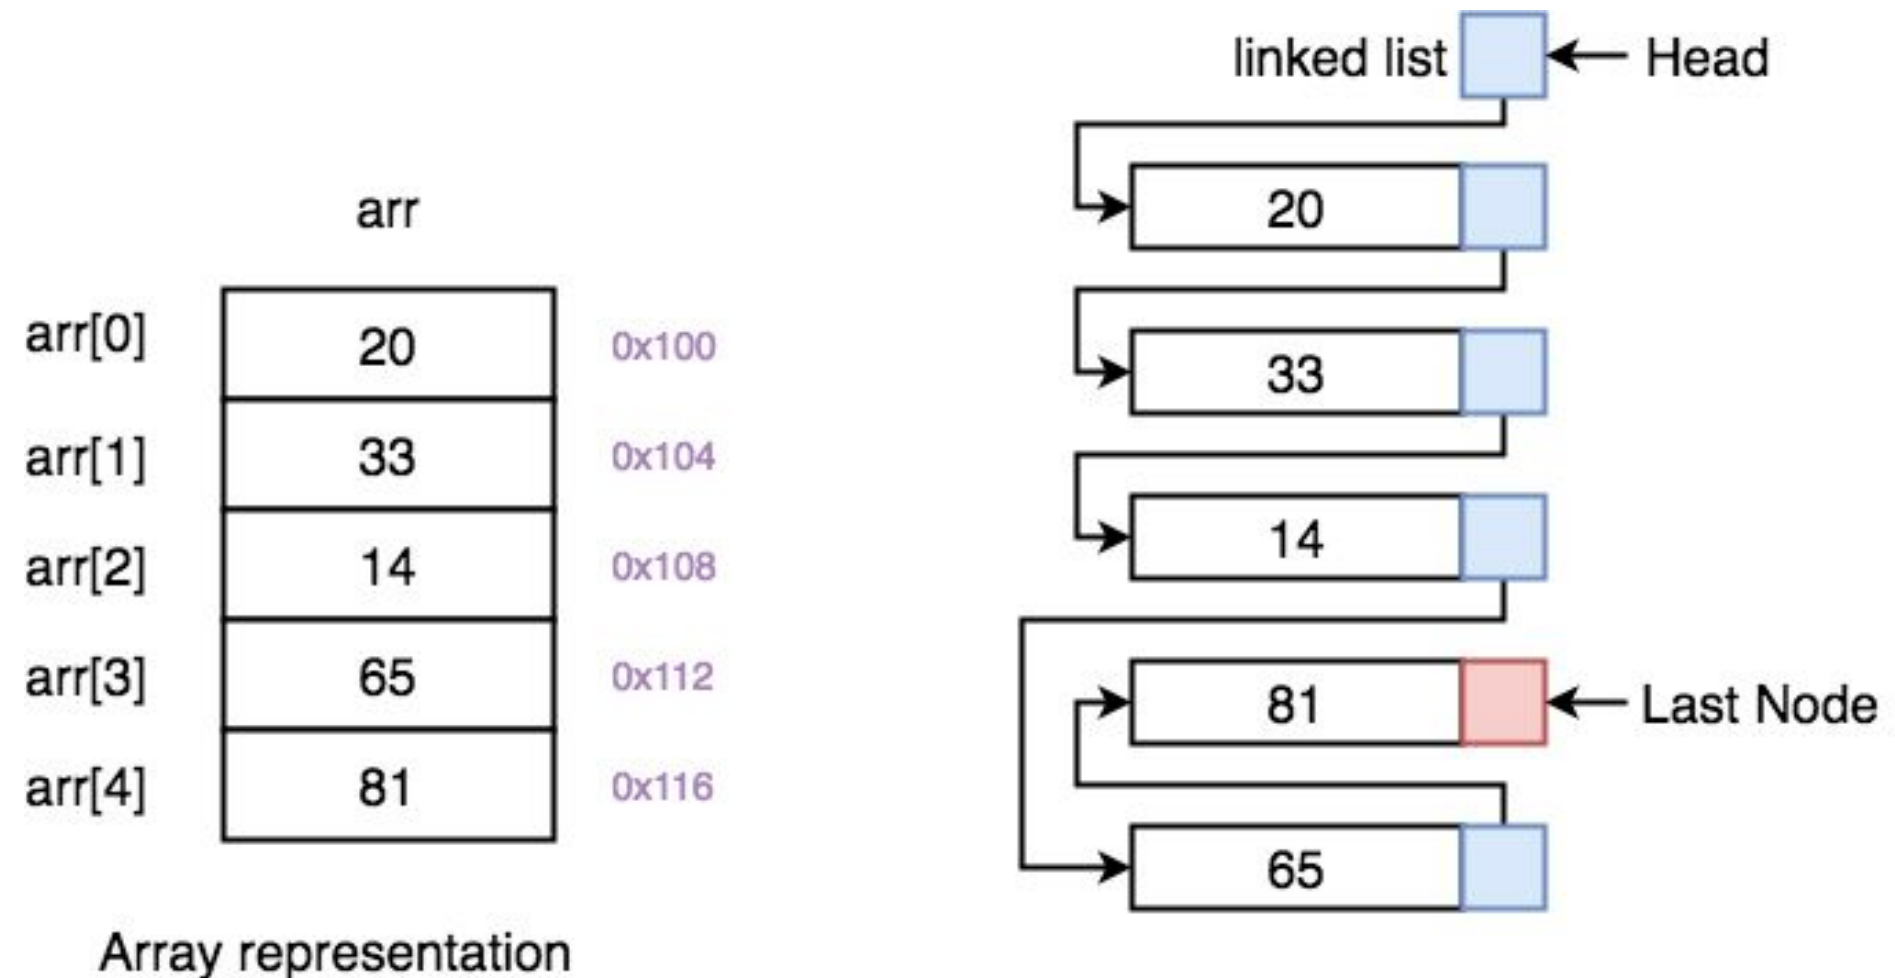 arr
arr[0] 20 0x100
arr[1] 33 0x104
arr[2] 14 0x108
arr[3] 65 0x112
arr[4] 81 0x116
Array representation
linked list Head
20
33
14
81 Last Node
65